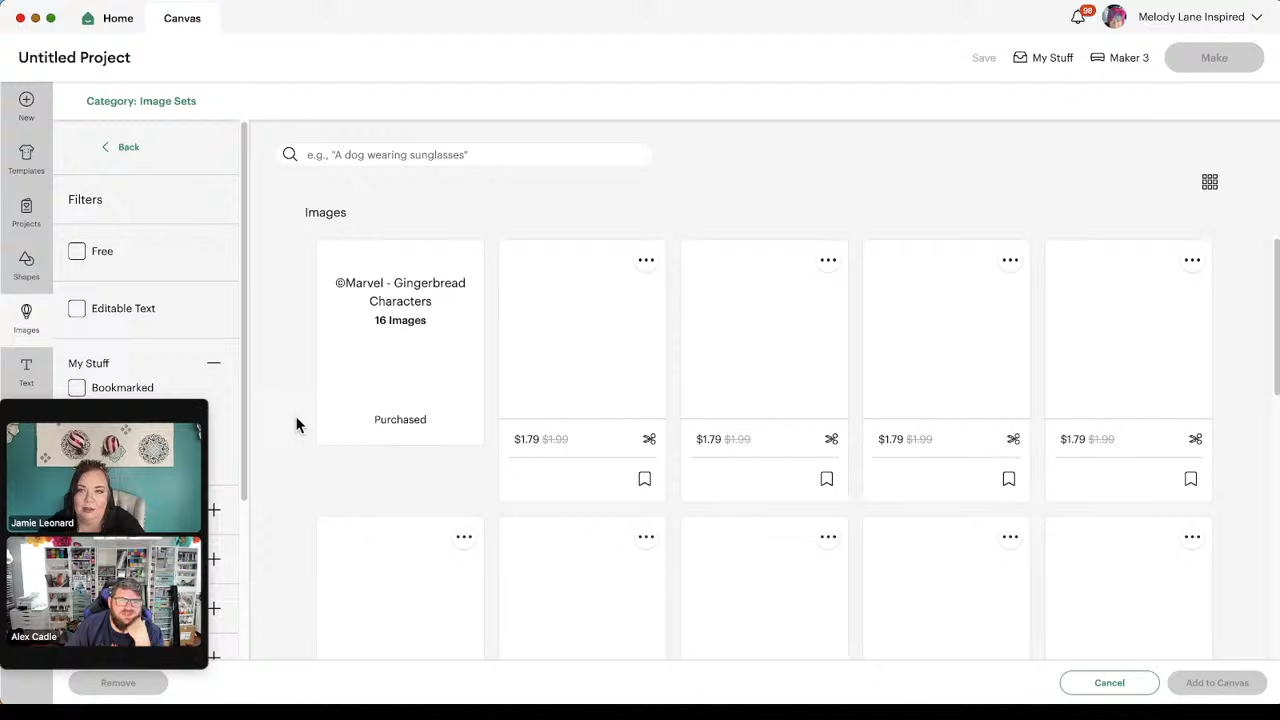 Home
Canvas
98
Melody Lane Inspired
Untitled Project
Save
My Stuff
Maker 3
Make
New
Templates
Projects
Shapes
Images
Text
Category: Image Sets
Back
Filters
Free
Editable Text
My Stuff
Bookmarked
e.g., "A dog wearing sunglasses"
Images
©Marvel - Gingerbread
Characters
16 Images
Purchased
$1.79 $1.99
$1.79 $1.99
$1.79 $1.99
$1.79 $1.99
Jamie Leonard
Alex Cadle
Remove
Cancel
Add to Canvas